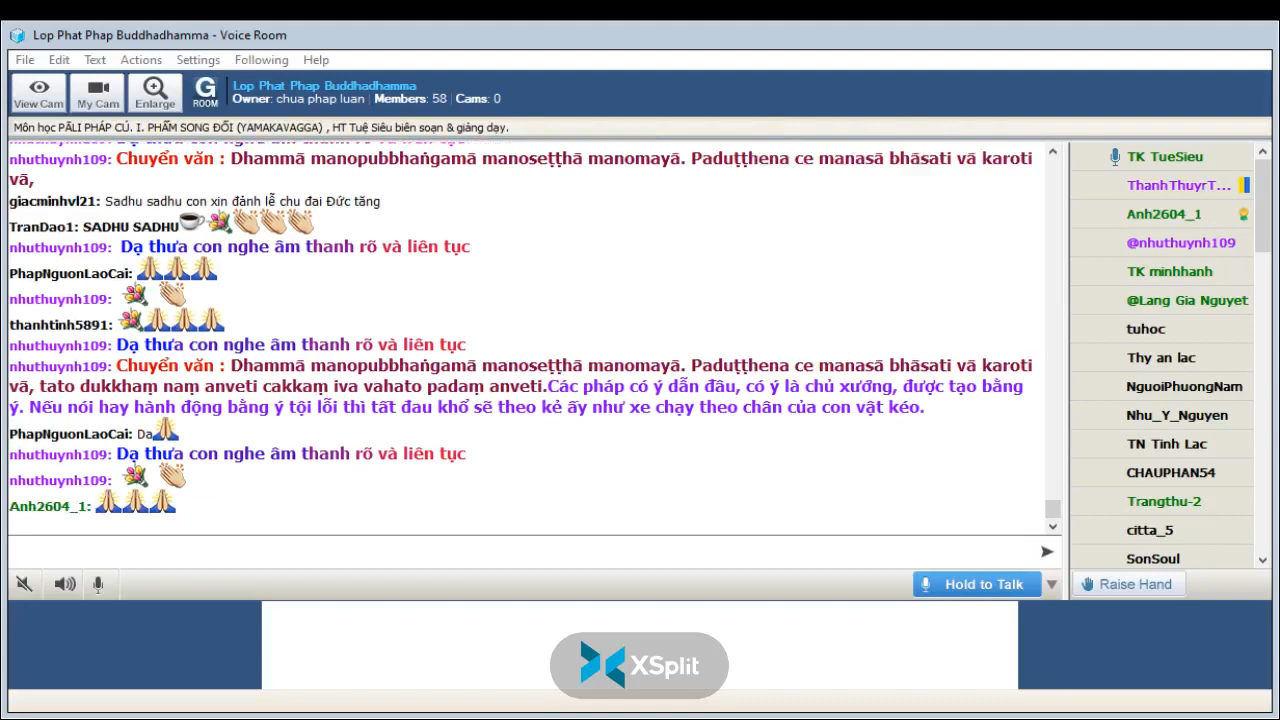 Lop Phat Phap Buddhadhamma - Voice Room
File Edit Text Actions Settings Following Help
View Cam My Cam Enlarge G ROOM
Lop Phat Phap Buddhadhamma
Owner: chua phap luan | Members: 58 | Cams: 0
Môn học PĀLI PHÁP CÚ. I. PHẨM SONG ĐỐI (YAMAKAVAGGA) , HT Tuệ Siêu biên soạn & giảng dạy.
nhuthuynh109: Chuyển văn : Dhammā manopubbhaṅgamā manoseṭṭhā manomayā. Paduṭṭhena ce manasā bhāsati vā karoti
vā,
giacminhvl21: Sadhu sadhu con xin đảnh lễ chu đai Đức tăng
TranDao1: SADHU SADHU
nhuthuynh109: Dạ thưa con nghe âm thanh rõ và liên tục
PhapNguonLaoCai:
nhuthuynh109:
thanhtinh5891:
nhuthuynh109: Dạ thưa con nghe âm thanh rõ và liên tục
nhuthuynh109: Chuyển văn : Dhammā manopubbhaṅgamā manoseṭṭhā manomayā. Paduṭṭhena ce manasā bhāsati vā karoti
vā, tato dukkhaṃ naṃ anveti cakkaṃ iva vahato padaṃ anveti.Các pháp có ý dẫn đầu, có ý là chủ xướng, được tạo bằng
ý. Nếu nói hay hành động bằng ý tội lỗi thì tất đau khổ sẽ theo kẻ ấy như xe chạy theo chân của con vật kéo.
PhapNguonLaoCai: Da
nhuthuynh109: Dạ thưa con nghe âm thanh rõ và liên tục
nhuthuynh109:
Anh2604_1:
TK TueSieu
ThanhThuyrT...
Anh2604_1
@nhuthuynh109
TK minhhanh
@Lang Gia Nguyet
tuhoc
Thy an lac
NguoiPhuongNam
Nhu_Y_Nguyen
TN Tinh Lac
CHAUPHAN54
Trangthu-2
citta_5
SonSoul
Hold to Talk
Raise Hand
XSplit